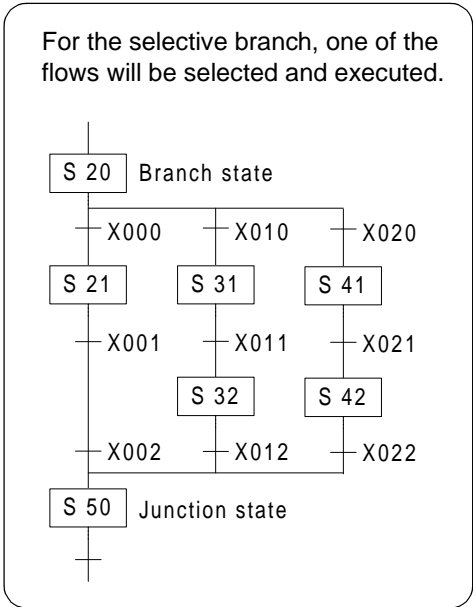 For the selective branch, one of the
flows will be selected and executed.
S 20 Branch state
X000 X010 X020
S 21 S 31 S 41
X001 X011 X021
S 32 S 42
X002 X012 X022
S 50 Junction state